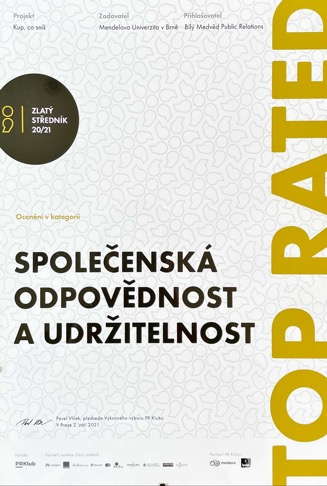 Projekt
Kup, co sníš
Zadavatel
Mendelova Univerzita v Brně
Přihlašovatel
Bílý Medvěd Public Relations
ZLATÝ
STŘEDNÍK
20/21
TOP RATED
Ocenění v kategorii
SPOLEČENSKÁ
ODPOVĚDNOST
A UDRŽITELNOST
Pavel Vlček, předseda Výkonného výboru PR Klubu
V Praze 2. září 2021
PRKlub